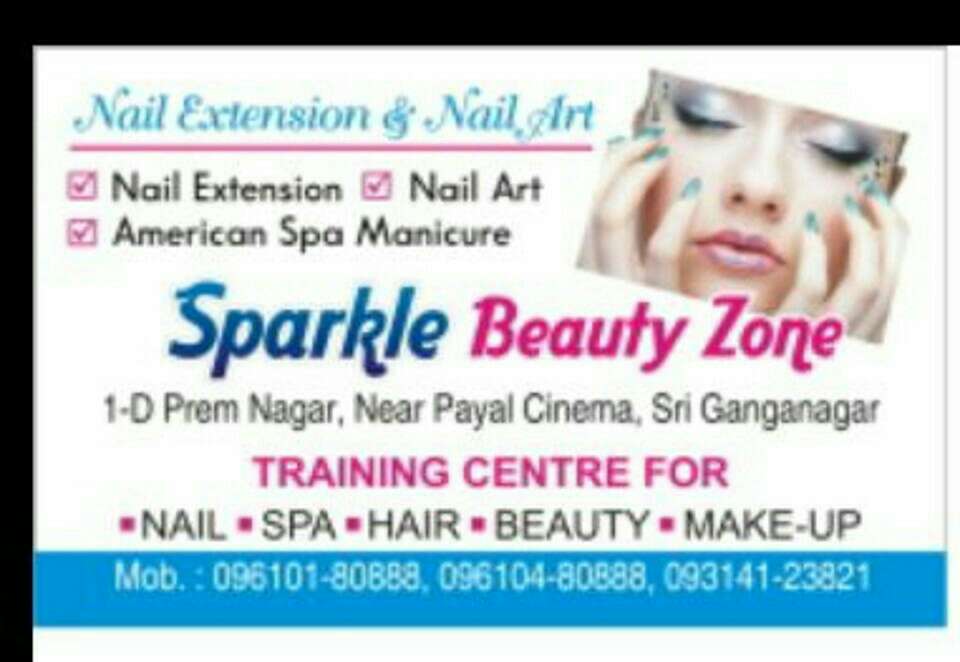 Nail Extension & Nail Art
Nail Extension Nail Art
American Spa Manicure
Sparkle Beauty Zone
1-D Prem Nagar, Near Payal Cinema, Sri Ganganagar
TRAINING CENTRE FOR
▪NAIL ▪SPA ▪HAIR ▪BEAUTY ▪MAKE-UP
Mob. : 096101-80888, 096104-80888, 093141-23821